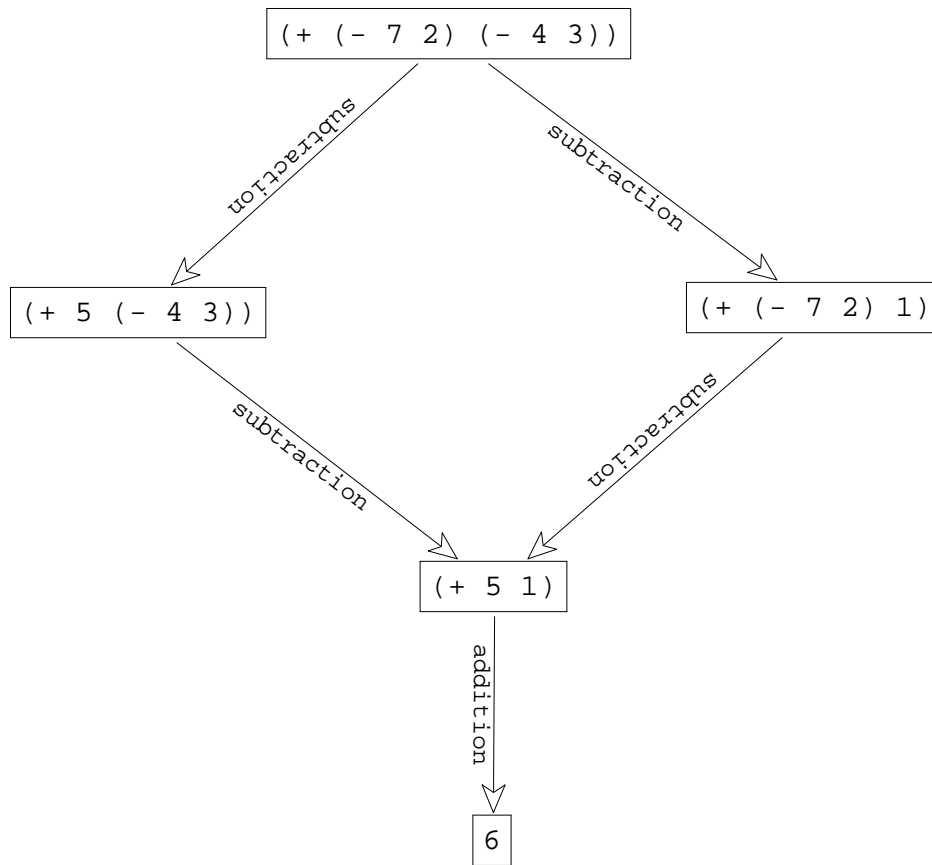 (+ (- 7 2) (- 4 3))
subtraction
subtraction
(+ 5 (- 4 3))
(+ (- 7 2) 1)
subtraction
subtraction
(+ 5 1)
addition
6